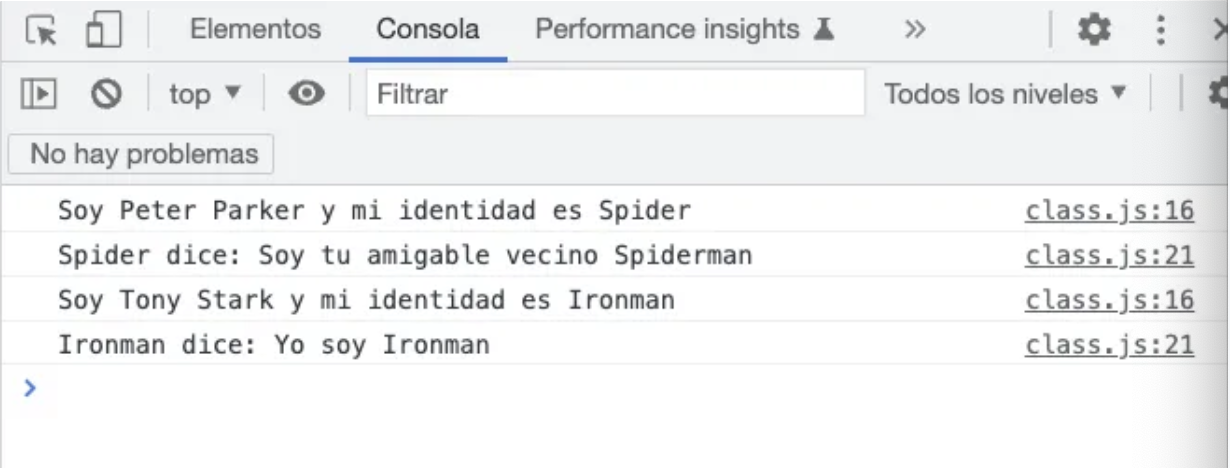 Elementos Consola Performance insights
top Filtrar Todos los niveles
No hay problemas
Soy Peter Parker y mi identidad es Spider class.js:16
Spider dice: Soy tu amigable vecino Spiderman class.js:21
Soy Tony Stark y mi identidad es Ironman class.js:16
Ironman dice: Yo soy Ironman class.js:21